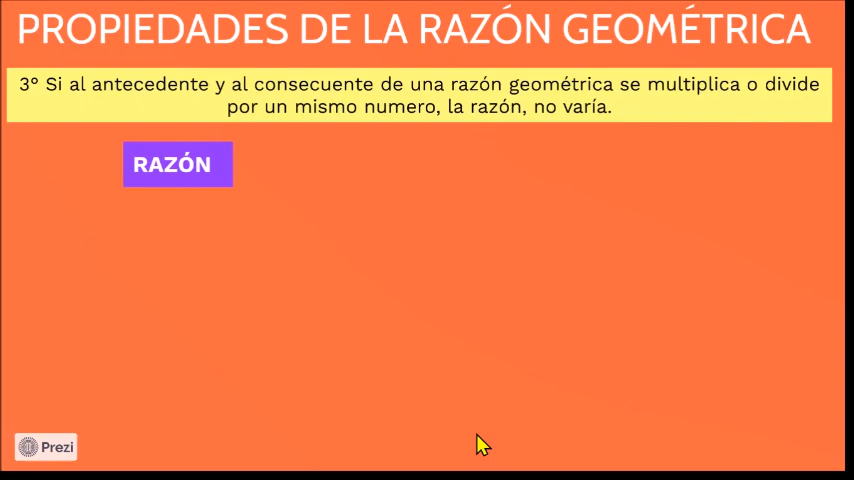 PROPIEDADES DE LA RAZÓN GEOMÉTRICA
3° Si al antecedente y al consecuente de una razón geométrica se multiplica o divide
por un mismo numero, la razón, no varía.
RAZÓN
Prezi